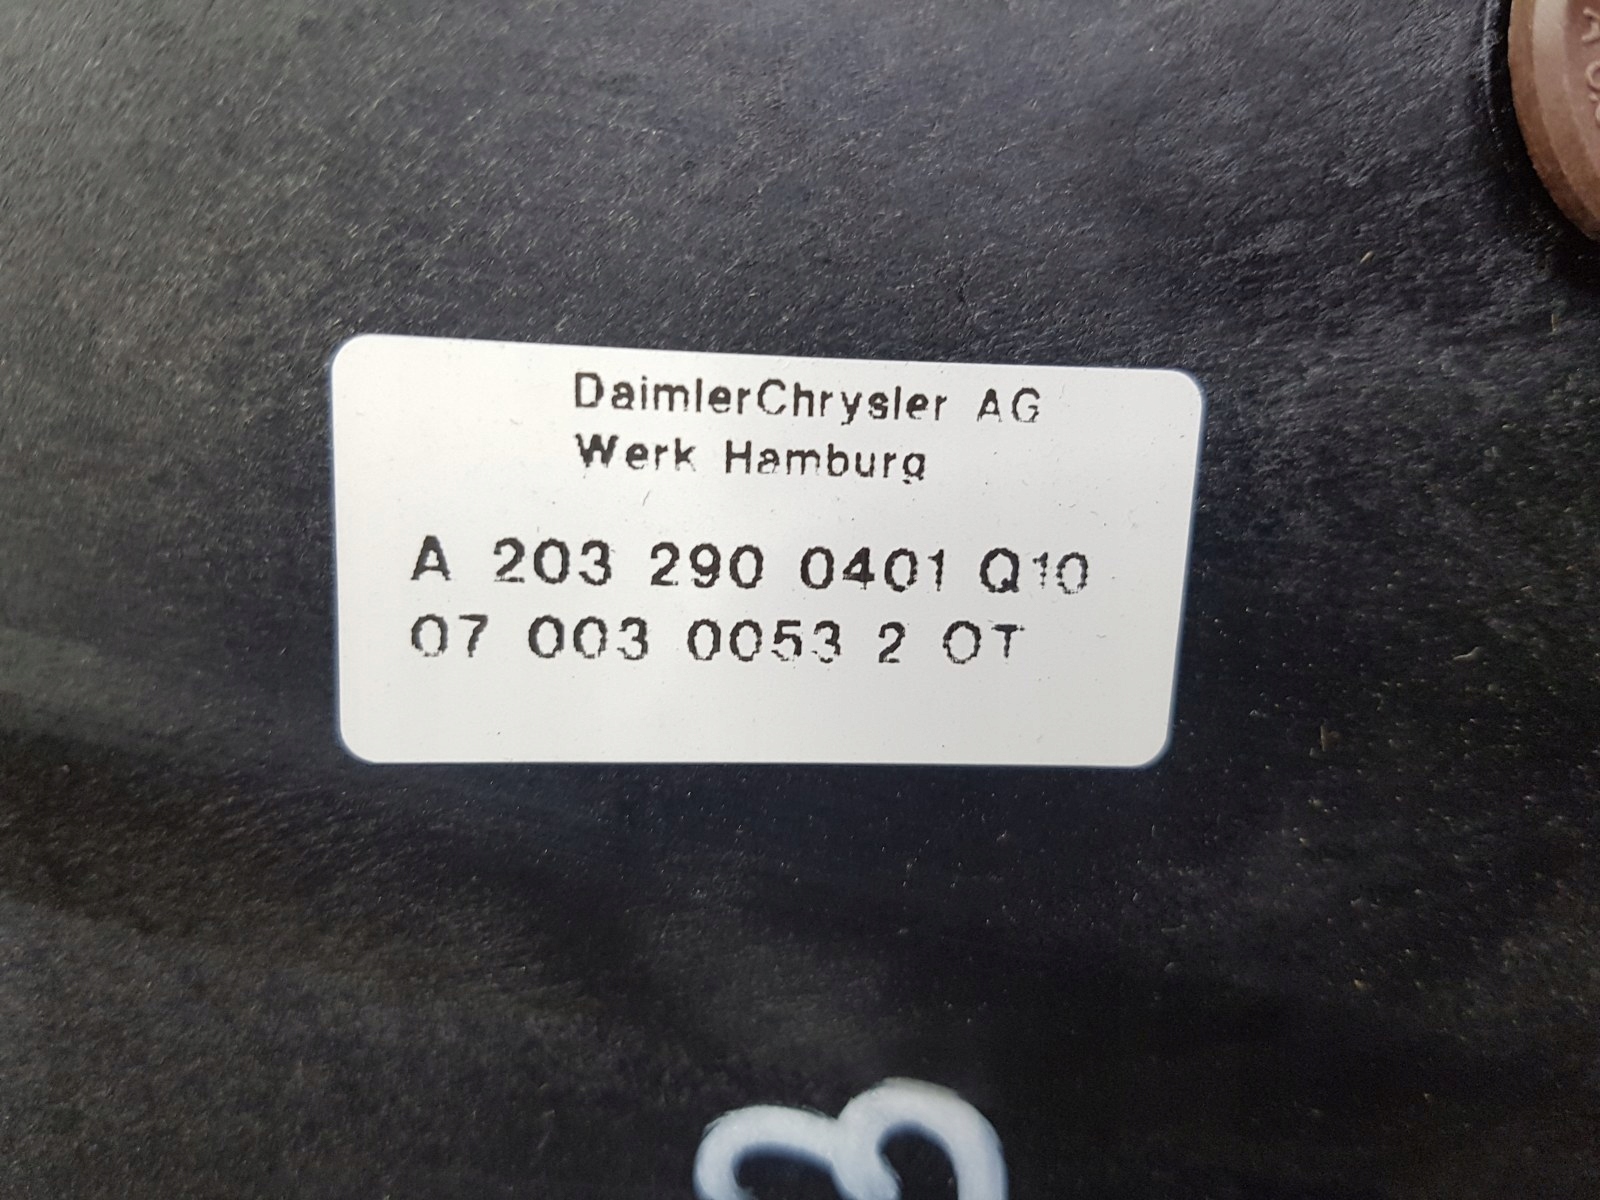 DaimlerChrysler AG
Werk Hamburg
A 203 290 0401 Q10
07 003 0053 2 OT